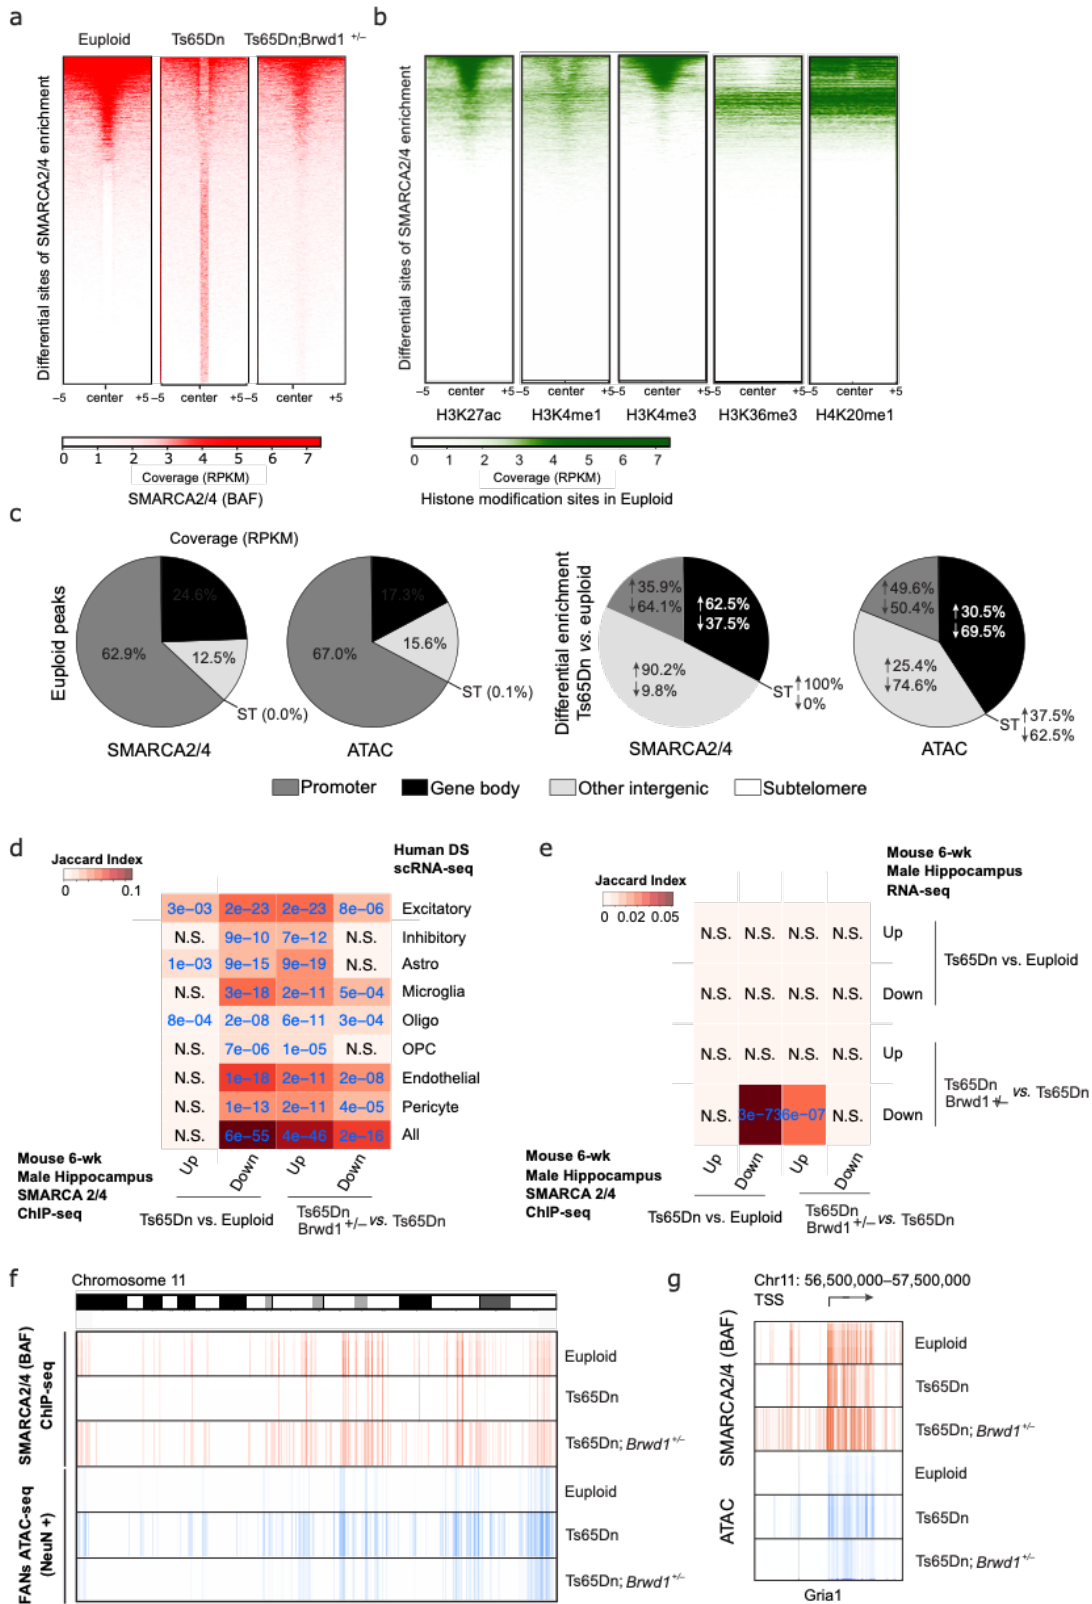 a
Euploid Ts65Dn Ts65Dn;Brwd1 +/–
Differential sites of SMARCA2/4 enrichment
–5 center +5 –5 center +5 –5 center +5
0 1 2 3 4 5 6 7
Coverage (RPKM)
SMARCA2/4 (BAF)
b
Differential sites of SMARCA2/4 enrichment
–5 center +5 –5 center +5 –5 center +5 –5 center +5 –5 center +5
H3K27ac H3K4me1 H3K4me3 H3K36me3 H4K20me1
0 1 2 3 4 5 6 7
Coverage (RPKM)
Histone modification sites in Euploid
c
Coverage (RPKM)
Euploid peaks
24.6%
62.9%
12.5%
ST (0.0%)
SMARCA2/4
17.3%
15.6%
67.0%
ST (0.1%)
ATAC
Differential enrichment
Ts65Dn vs. euploid
↑35.9%
↓64.1%
↑62.5%
↓37.5%
↑90.2%
↓9.8%
ST ↑100%
↓0%
SMARCA2/4
↑49.6%
↓50.4%
↑30.5%
↓69.5%
↑25.4%
↓74.6%
ST ↑37.5%
↓62.5%
ATAC
Promoter Gene body Other intergenic Subtelomere
d
Jaccard Index
0 0.1
Human DS
scRNA-seq
3e–03 2e–23 2e–23 8e–06 Excitatory
N.S. 9e–10 7e–12 N.S. Inhibitory
1e–03 9e–15 9e–19 N.S. Astro
N.S. 3e–18 2e–11 5e–04 Microglia
8e–04 2e–08 6e–11 3e–04 Oligo
N.S. 7e–06 1e–05 N.S. OPC
N.S. 1e–18 2e–11 2e–08 Endothelial
N.S. 1e–13 2e–11 4e–05 Pericyte
N.S. 6e–55 4e–46 2e–16 All
Up Down Up Down
Mouse 6-wk
Male Hippocampus
SMARCA 2/4
ChIP-seq
Ts65Dn vs. Euploid
Ts65Dn
Brwd1 +/– vs. Ts65Dn
e
Jaccard Index
0 0.02 0.05
Mouse 6-wk
Male Hippocampus
RNA-seq
N.S. N.S. N.S. N.S. Up
N.S. N.S. N.S. N.S. Down
Ts65Dn vs. Euploid
N.S. N.S. N.S. N.S. Up
N.S. 3e–73 6e–07 N.S. Down
Ts65Dn
Brwd1 +/– vs. Ts65Dn
Up Down Up Down
Mouse 6-wk
Male Hippocampus
SMARCA 2/4
ChIP-seq
Ts65Dn vs. Euploid
Ts65Dn
Brwd1 +/– vs. Ts65Dn
f
Chromosome 11
SMARCA2/4 (BAF)
ChIP-seq
Euploid
Ts65Dn
Ts65Dn; Brwd1+/–
FANs ATAC-seq
(NeuN +)
Euploid
Ts65Dn
Ts65Dn; Brwd1+/–
g
Chr11: 56,500,000–57,500,000
TSS
SMARCA2/4 (BAF)
Euploid
Ts65Dn
Ts65Dn; Brwd1+/–
ATAC
Euploid
Ts65Dn
Ts65Dn; Brwd1+/–
Gria1